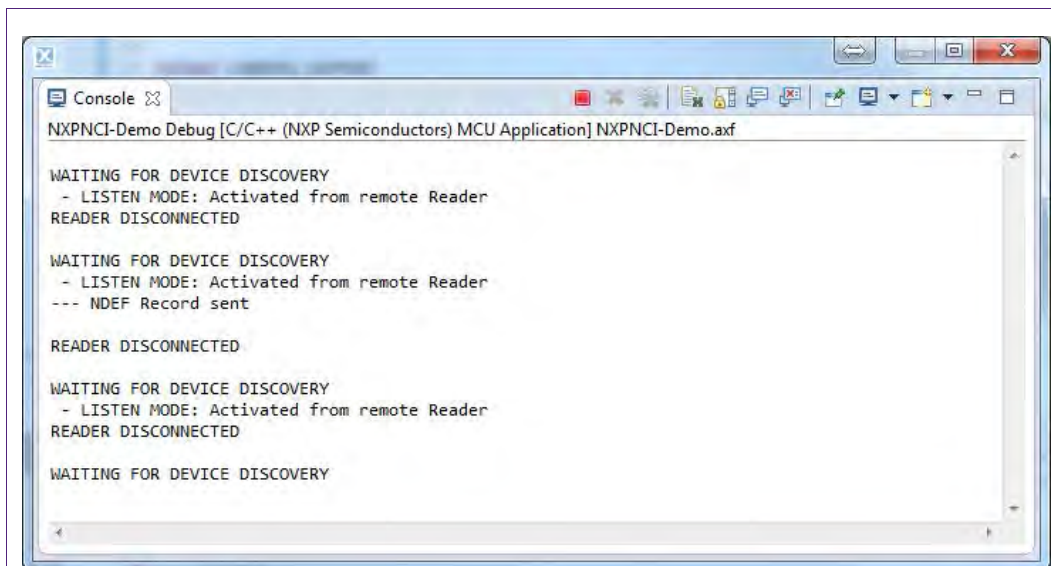 Console
NXPNCI-Demo Debug [C/C++ (NXP Semiconductors) MCU Application] NXPNCI-Demo.axf
WAITING FOR DEVICE DISCOVERY
- LISTEN MODE: Activated from remote Reader
READER DISCONNECTED
WAITING FOR DEVICE DISCOVERY
- LISTEN MODE: Activated from remote Reader
--- NDEF Record sent
READER DISCONNECTED
WAITING FOR DEVICE DISCOVERY
- LISTEN MODE: Activated from remote Reader
READER DISCONNECTED
WAITING FOR DEVICE DISCOVERY